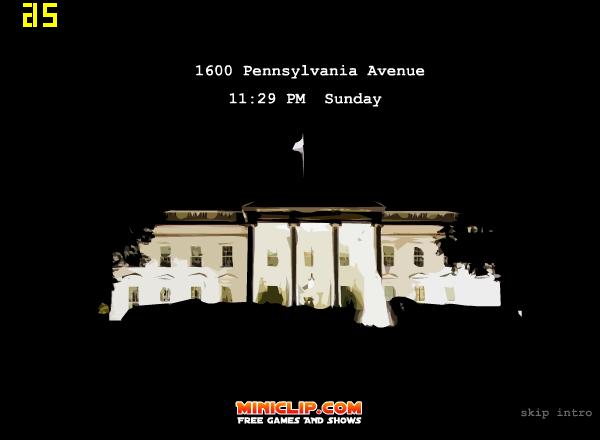 25
1600 Pennsylvania Avenue
11:29 PM Sunday
MINICLIP.COM
FREE GAMES AND SHOWS
skip intro